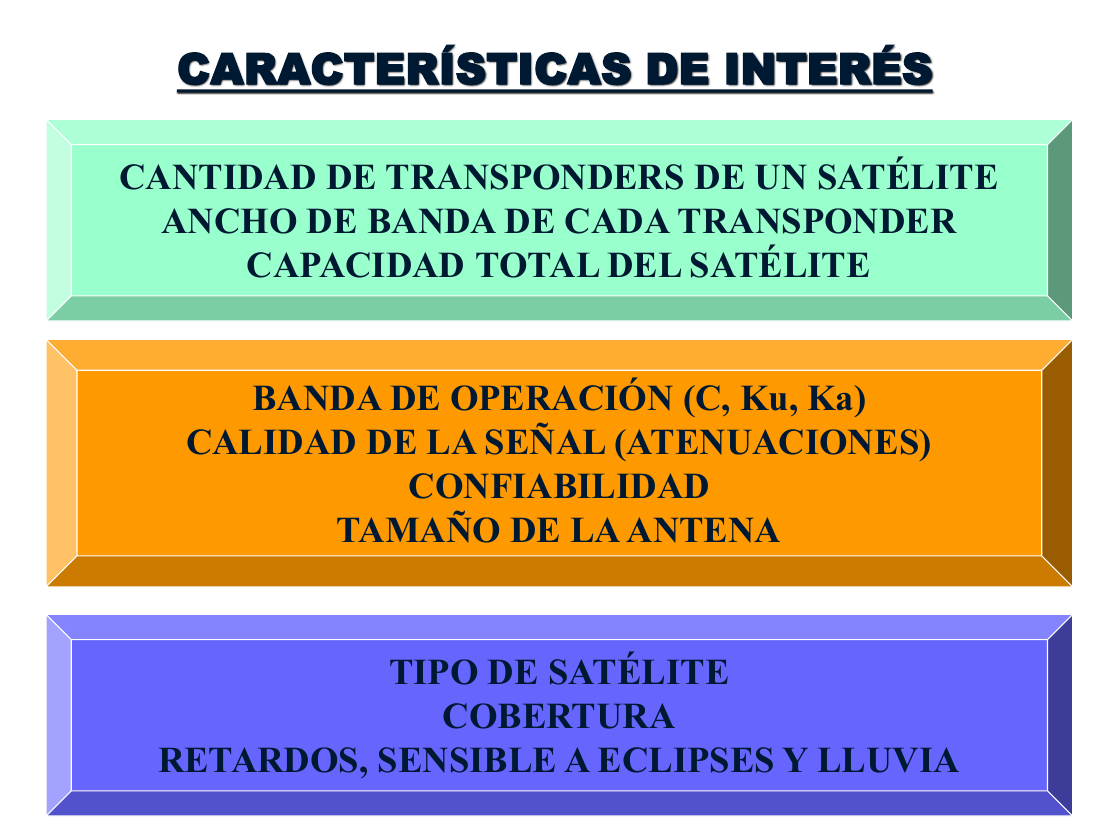 CARACTERÍSTICAS DE INTERÉS
CANTIDAD DE TRANSPONDERS DE UN SATÉLITE
ANCHO DE BANDA DE CADA TRANSPONDER
CAPACIDAD TOTAL DEL SATÉLITE
BANDA DE OPERACIÓN (C, Ku, Ka)
CALIDAD DE LA SEÑAL (ATENUACIONES)
CONFIABILIDAD
TAMAÑO DE LA ANTENA
TIPO DE SATÉLITE
COBERTURA
RETARDOS, SENSIBLE A ECLIPSES Y LLUVIA